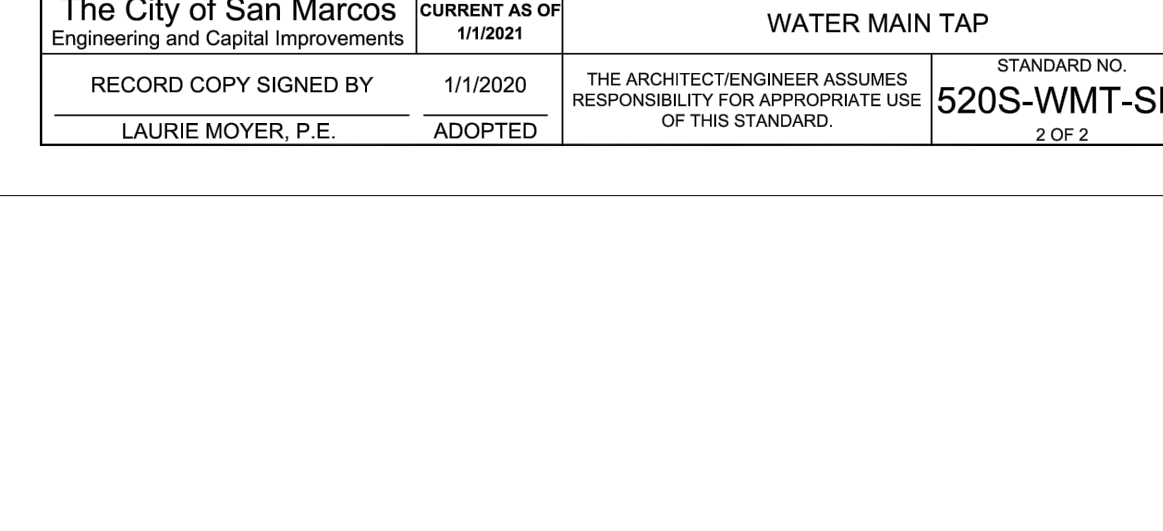 The City of San Marcos
Engineering and Capital Improvements
CURRENT AS OF
1/1/2021
WATER MAIN TAP
RECORD COPY SIGNED BY
LAURIE MOYER, P.E.
1/1/2020
ADOPTED
THE ARCHITECT/ENGINEER ASSUMES
RESPONSIBILITY FOR APPROPRIATE USE
OF THIS STANDARD.
STANDARD NO.
520S-WMT-S
2 OF 2